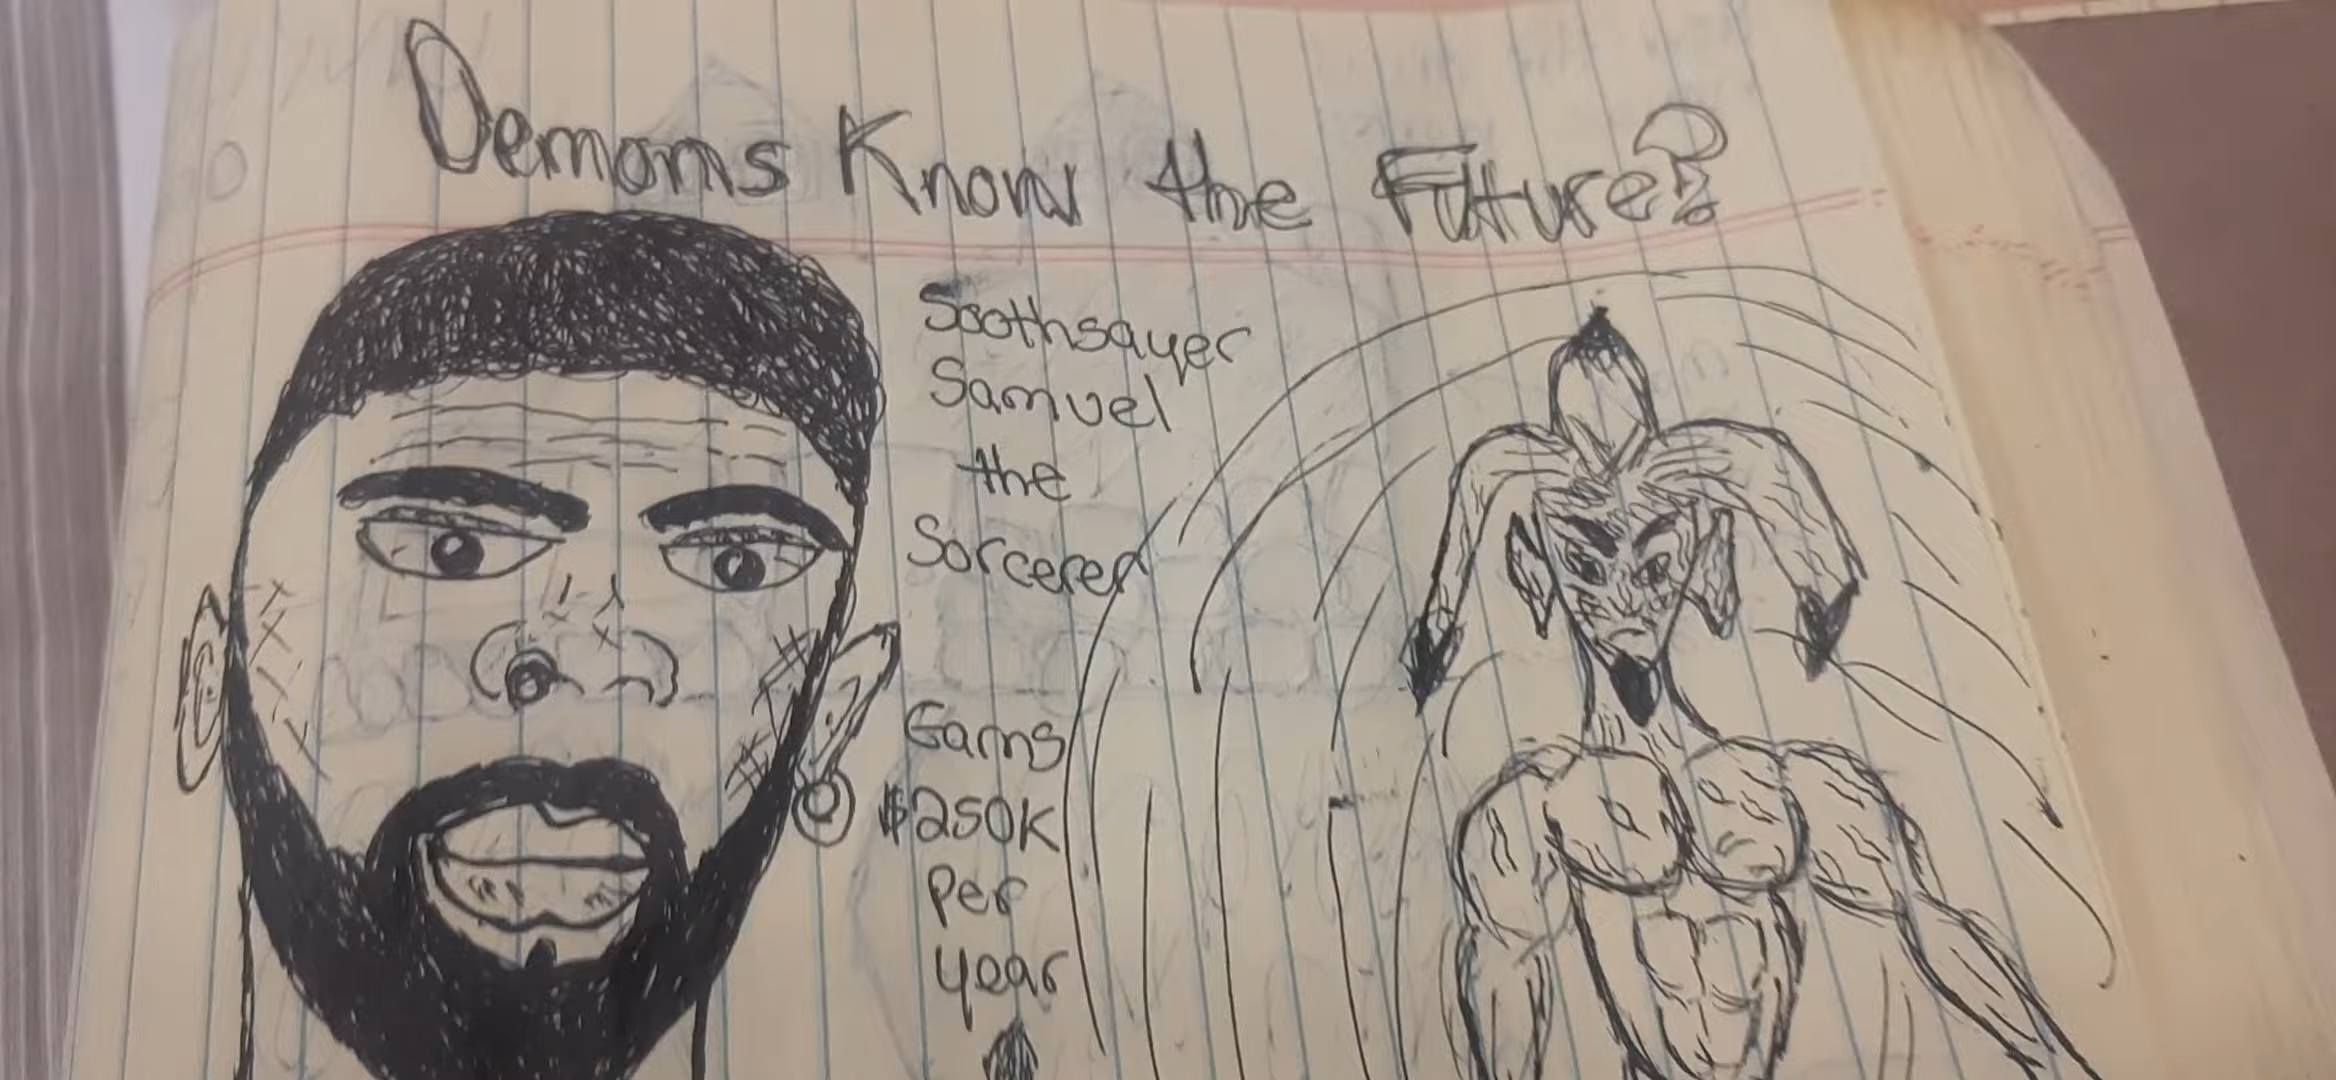 Demons Know the Future?
Soothsayer
Samuel
the
Sorcerer
Earns
$250K
Per
year